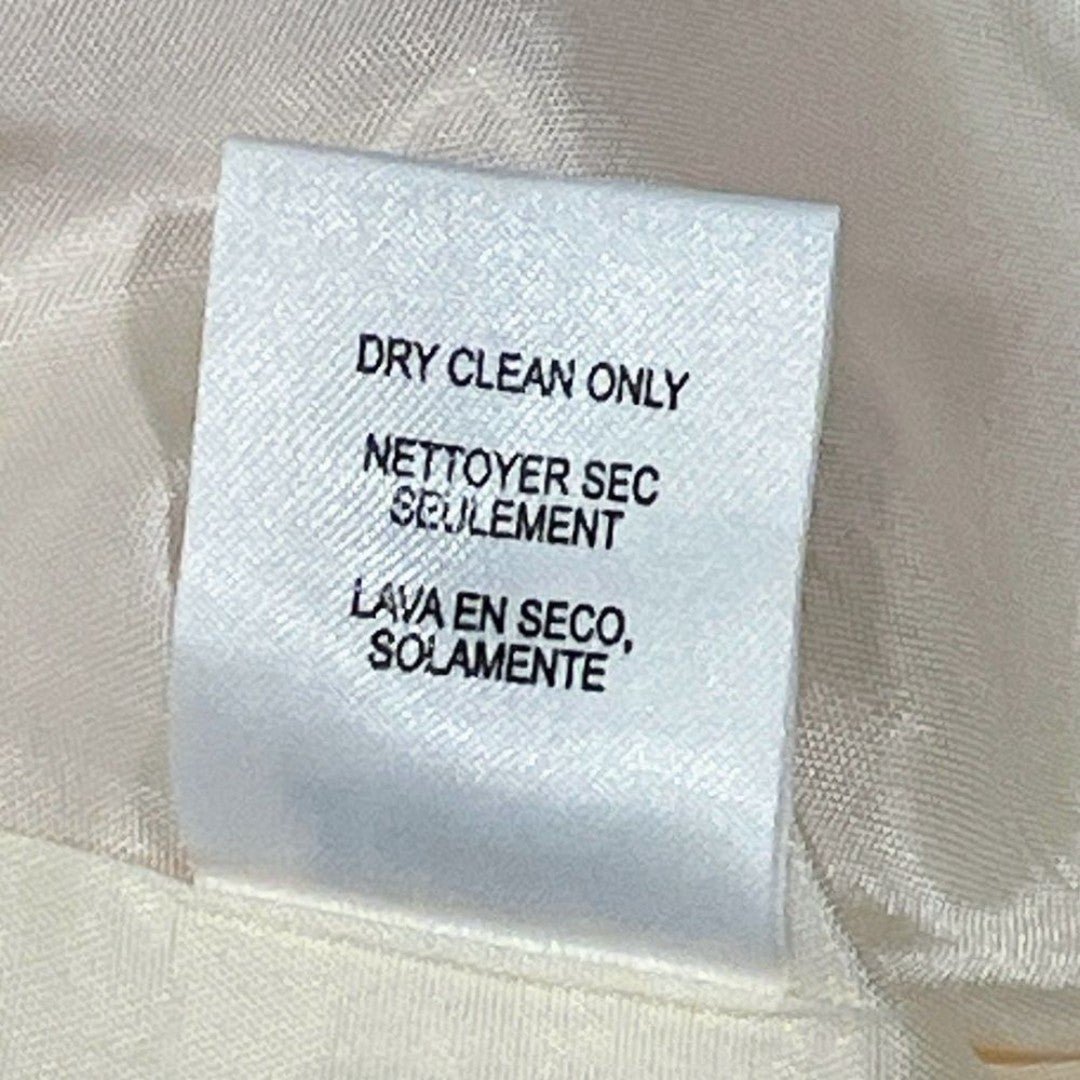 DRY CLEAN ONLY
NETTOYER SEC
SEULEMENT
LAVA EN SECO,
SOLAMENTE